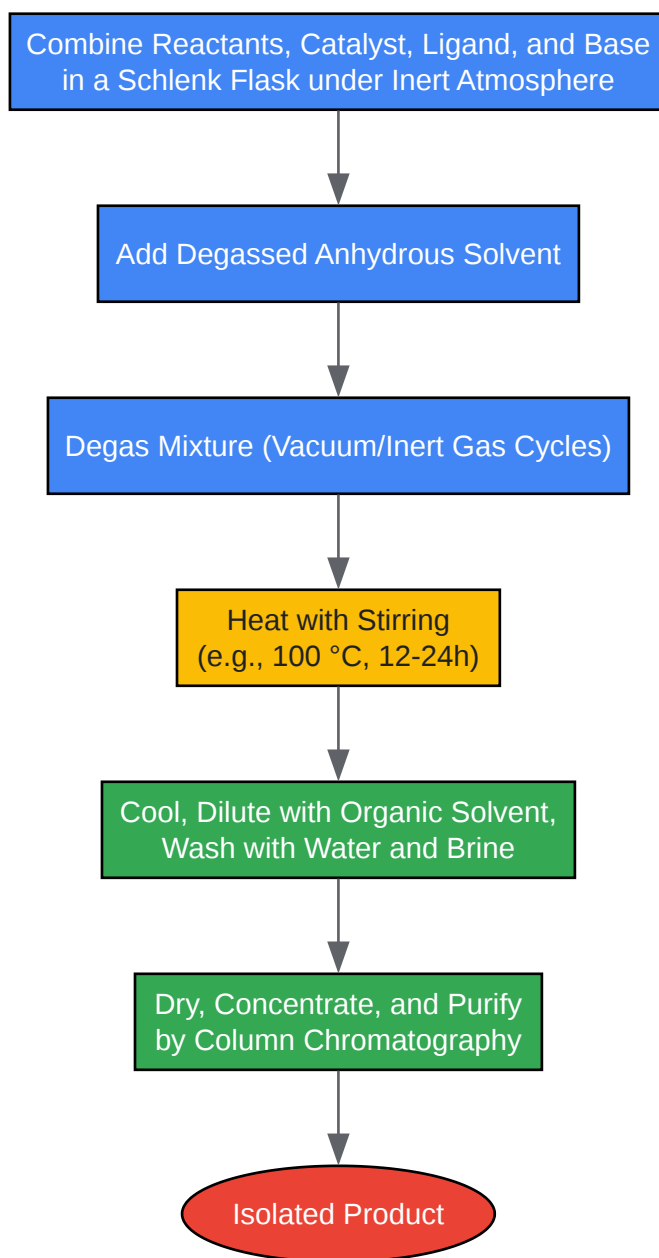 Combine Reactants, Catalyst, Ligand, and Base
in a Schlenk Flask under Inert Atmosphere
Add Degassed Anhydrous Solvent
Degas Mixture (Vacuum/Inert Gas Cycles)
Heat with Stirring
(e.g., 100 °C, 12-24h)
Cool, Dilute with Organic Solvent,
Wash with Water and Brine
Dry, Concentrate, and Purify
by Column Chromatography
Isolated Product